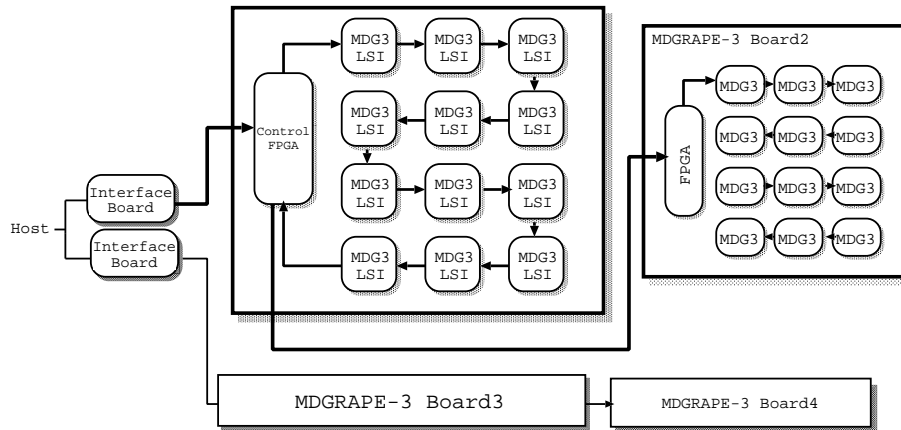 MDG3 LSI
MDG3 LSI
MDG3 LSI
MDGRAPE-3 Board2
MDG3
MDG3
MDG3
Control FPGA
MDG3 LSI
MDG3 LSI
MDG3 LSI
FPGA
MDG3
MDG3
MDG3
MDG3 LSI
MDG3 LSI
MDG3 LSI
MDG3
MDG3
MDG3
Interface Board
Host
Interface Board
MDG3 LSI
MDG3 LSI
MDG3 LSI
MDG3
MDG3
MDG3
MDGRAPE-3 Board3
MDGRAPE-3 Board4